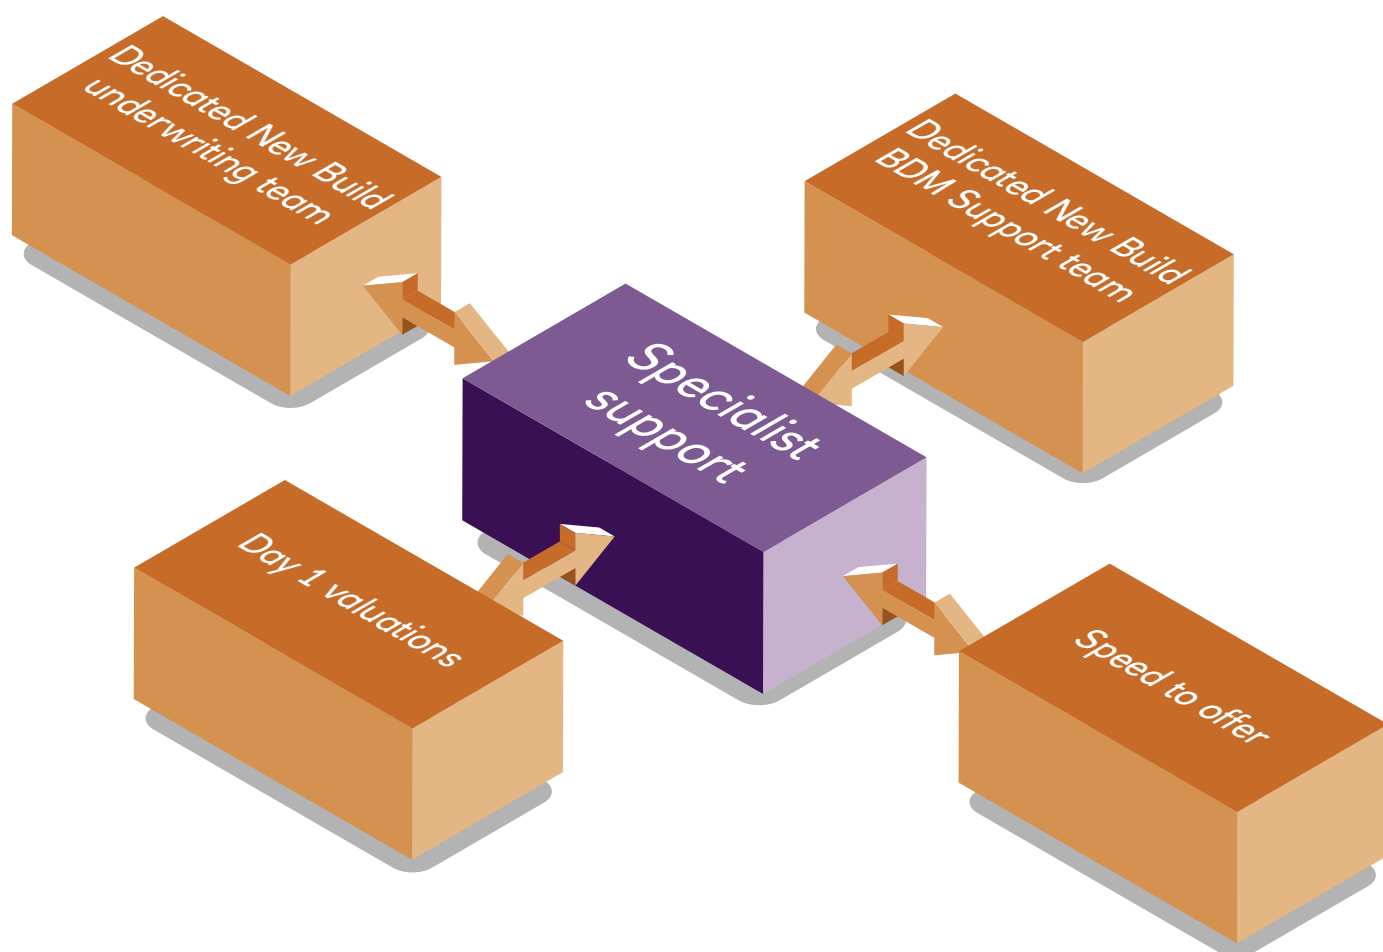 Dedicated New Build
underwriting team
Dedicated New Build
BDM Support team
Specialist
support
Day 1 valuations
Speed to offer